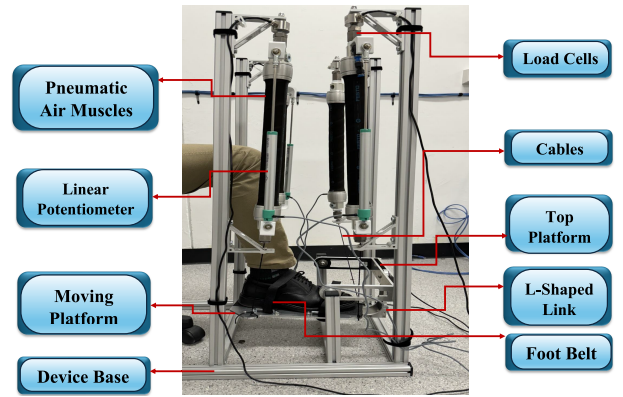 Pneumatic
Air Muscles
Linear
Potentiometer
Moving
Platform
Device Base
Load Cells
Cables
Top
Platform
L-Shaped
Link
Foot Belt